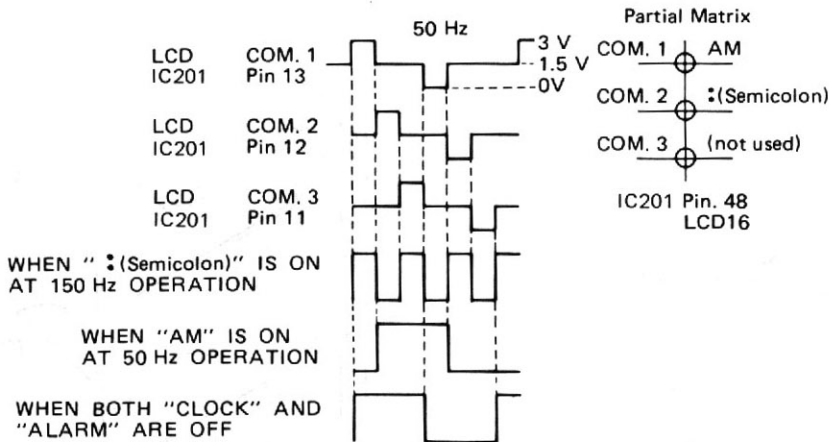 50 Hz
LCD COM. 1
IC201 Pin 13
3 V
1.5 V
0V
LCD COM. 2
IC201 Pin 12
LCD COM. 3
IC201 Pin 11
WHEN ":(Semicolon)" IS ON
AT 150 Hz OPERATION
WHEN "AM" IS ON
AT 50 Hz OPERATION
WHEN BOTH "CLOCK" AND
"ALARM" ARE OFF
Partial Matrix
COM. 1 AM
COM. 2 :(Semicolon)
COM. 3 (not used)
IC201 Pin. 48
LCD16